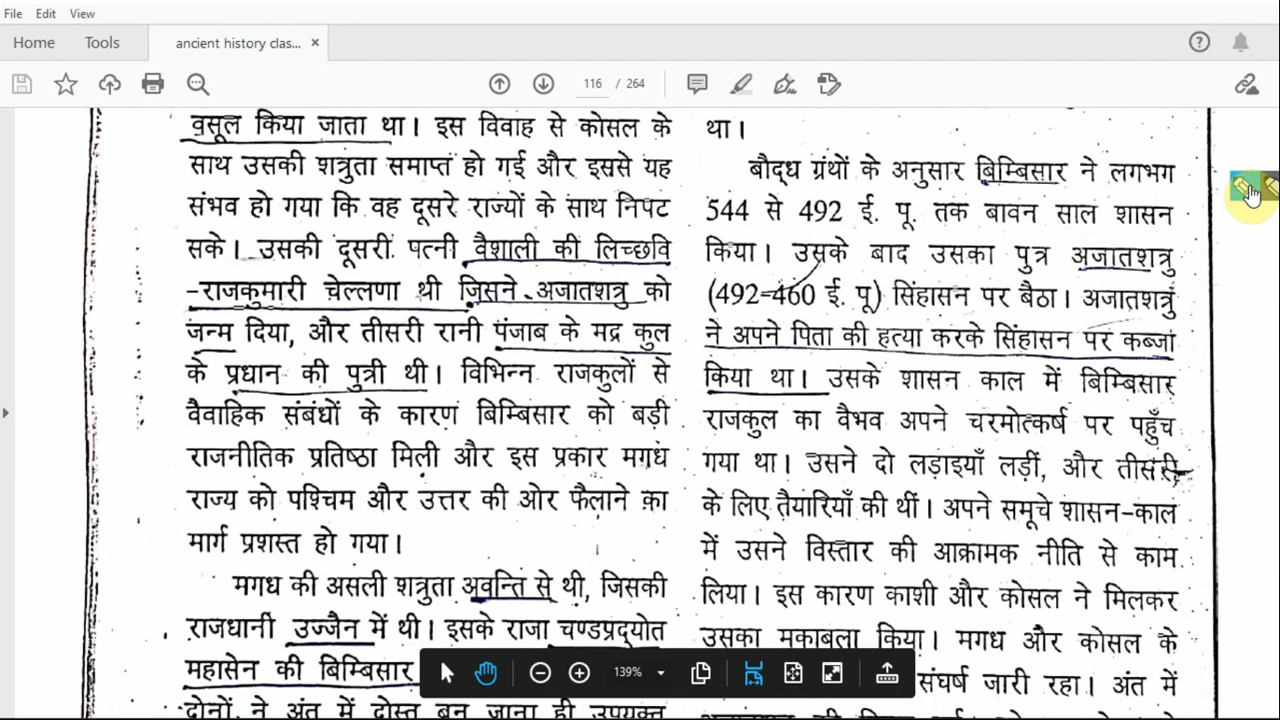 File Edit View
Home Tools ancient history clas... ×
116 / 264
वसूल किया जाता था। इस विवाह से कोसल के
साथ उसकी शत्रुता समाप्त हो गई और इससे यह
संभव हो गया कि वह दूसरे राज्यों के साथ निपट
सके। उसकी दूसरी पत्नी वैशाली की लिच्छवि
-राजकुमारी चेल्लणा थी जिसने अजातशत्रु को
जन्म दिया, और तीसरी रानी पंजाब के मद्र कुल
के प्रधान की पुत्री थी। विभिन्न राजकुलों से
वैवाहिक संबंधों के कारण बिम्बिसार को बड़ी
राजनीतिक प्रतिष्ठा मिली और इस प्रकार मगध
राज्य को पश्चिम और उत्तर की ओर फैलाने का
मार्ग प्रशस्त हो गया।
मगध की असली शत्रुता अवन्ति से थी, जिसकी
राजधानी उज्जैन में थी। इसके राजा चण्डप्रद्योत
महासेन की बिम्बिसार
दोनों ने अंत में दोस्त बन जाना ही उपयुक्त
था।
बौद्ध ग्रंथों के अनुसार बिम्बिसार ने लगभग
544 से 492 ई. पू. तक बावन साल शासन
किया। उसके बाद उसका पुत्र अजातशत्रु
(492-460 ई. पू) सिंहासन पर बैठा। अजातशत्रु
ने अपने पिता की हत्या करके सिंहासन पर कब्जा
किया था। उसके शासन काल में बिम्बिसार
राजकुल का वैभव अपने चरमोत्कर्ष पर पहुँच
गया था। उसने दो लड़ाइयाँ लड़ीं, और तीसरी
के लिए तैयारियाँ की थीं। अपने समूचे शासन-काल
में उसने विस्तार की आक्रामक नीति से काम
लिया। इस कारण काशी और कोसल ने मिलकर
उसका मकाबला किया। मगध और कोसल के
संघर्ष जारी रहा। अंत में
139%